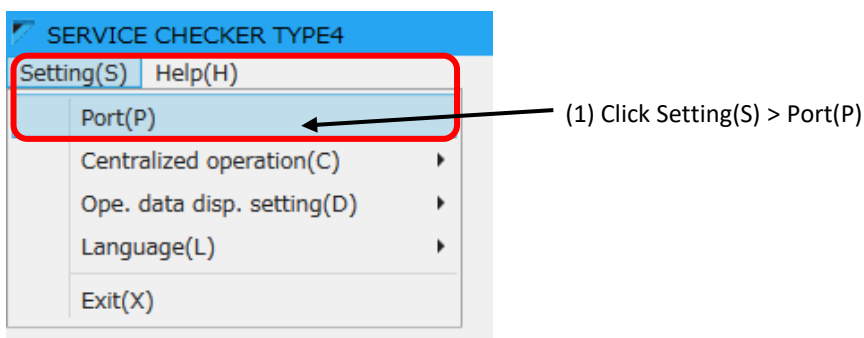 SERVICE CHECKER TYPE4
Setting(S) Help(H)
Port(P)
(1) Click Setting(S) > Port(P)
Centralized operation(C)
Ope. data disp. setting(D)
Language(L)
Exit(X)